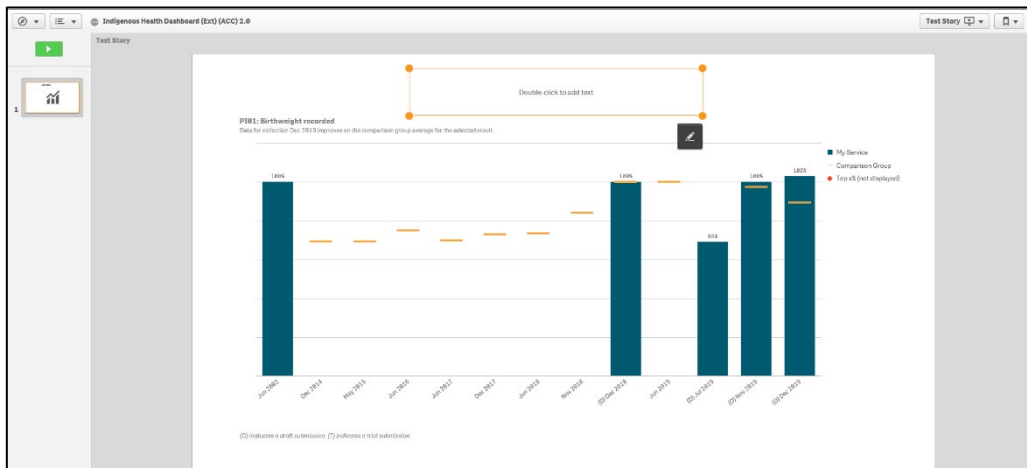 Indigenous Health Dashboard (Ext) (ACC) 2.0
Test Story
Test Story
1
Double-click to add text
PI01: Birthweight recorded
Data for collection Dec 2019 improves on the comparison group average for the selected result.
My Service
Comparison Group
Top x% (not displayed)
100%
100%
100%
103%
Dec 2014
May 2015
Jun 2016
Jun 2017
Dec 2017
Jun 2018
Nov 2018
(D) Dec 2018
Jun 2019
(D) Jul 2019
(D) Nov 2019
(D) Dec 2019
(D) indicates a draft submission, (T) indicates a trial submission